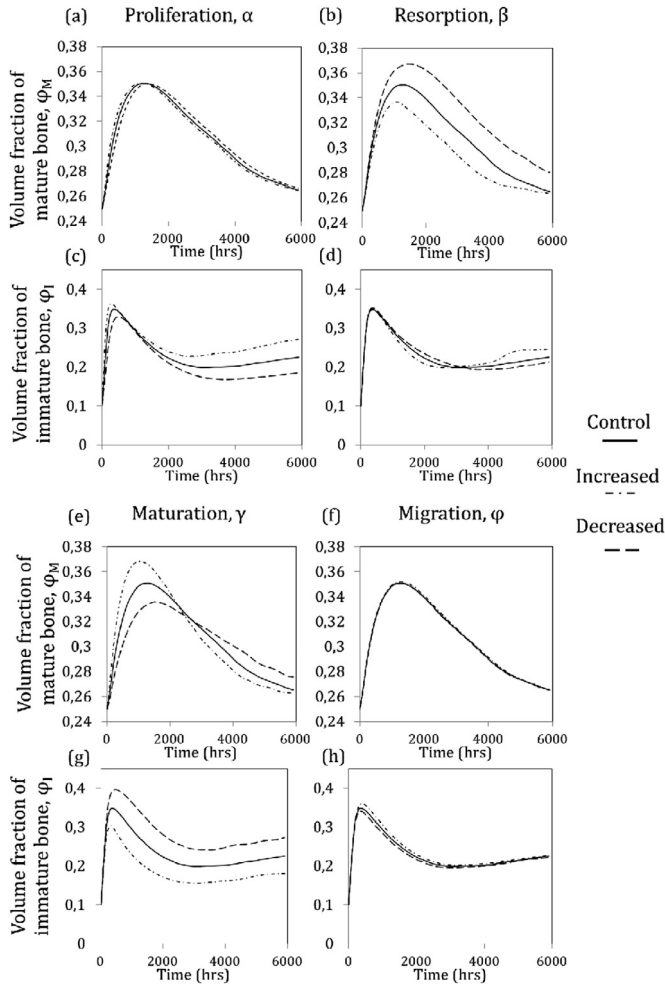 (a) Proliferation, α
(b) Resorption, β
Volume fraction of
mature bone, φM
0,38
0,36
0,34
0,32
0,3
0,28
0,26
0,24
0 2000 4000 6000
Time (hrs)
0,38
0,36
0,34
0,32
0,3
0,28
0,26
0,24
0 2000 4000 6000
Time (hrs)
(c)
(d)
Volume fraction of
immature bone, φI
0,4
0,3
0,2
0,1
0
0 2000 4000 6000
0,4
0,3
0,2
0,1
0
0 2000 4000 6000
Control
Increased
Decreased
(e) Maturation, γ
(f) Migration, φ
Volume fraction of
mature bone, φM
0,38
0,36
0,34
0,32
0,3
0,28
0,26
0,24
0 2000 4000 6000
Time (hrs)
0,38
0,36
0,34
0,32
0,3
0,28
0,26
0,24
0 2000 4000 6000
Time (hrs)
(g)
(h)
Volume fraction of
immature bone, φI
0,4
0,3
0,2
0,1
0
0 2000 4000 6000
0,4
0,3
0,2
0,1
0
0 2000 4000 6000